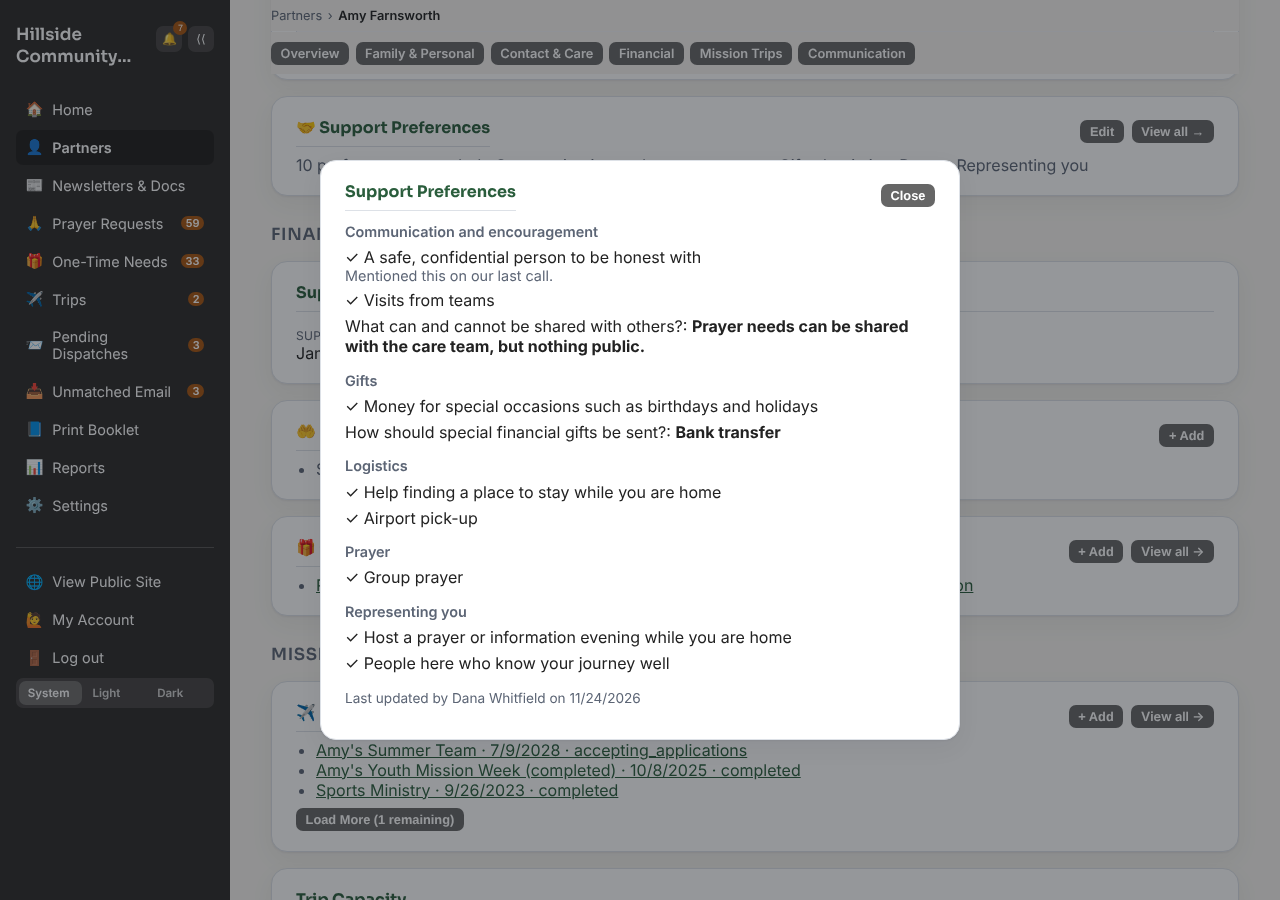 Hillside
Community...
7
⟨⟨
Home
Partners
Newsletters & Docs
Prayer Requests 59
One-Time Needs 33
Trips 2
Pending
Dispatches 3
Unmatched Email 3
Print Booklet
Reports
Settings
View Public Site
My Account
Log out
System Light Dark
Partners › Amy Farnsworth
Overview Family & Personal Contact & Care Financial Mission Trips Communication
Support Preferences Edit View all →
10 Representing you
Support Preferences Close
Communication and encouragement
✓ A safe, confidential person to be honest with
Mentioned this on our last call.
✓ Visits from teams
What can and cannot be shared with others?: Prayer needs can be shared
with the care team, but nothing public.
Gifts
✓ Money for special occasions such as birthdays and holidays
How should special financial gifts be sent?: Bank transfer
Logistics
✓ Help finding a place to stay while you are home
✓ Airport pick-up
Prayer
✓ Group prayer
Representing you
✓ Host a prayer or information evening while you are home
✓ People here who know your journey well
Last updated by Dana Whitfield on 11/24/2026
+ Add
+ Add View all →
+ Add View all →
• Amy's Summer Team · 7/9/2028 · accepting_applications
• Amy's Youth Mission Week (completed) · 10/8/2025 · completed
• Sports Ministry · 9/26/2023 · completed
Load More (1 remaining)
Trip Capacity